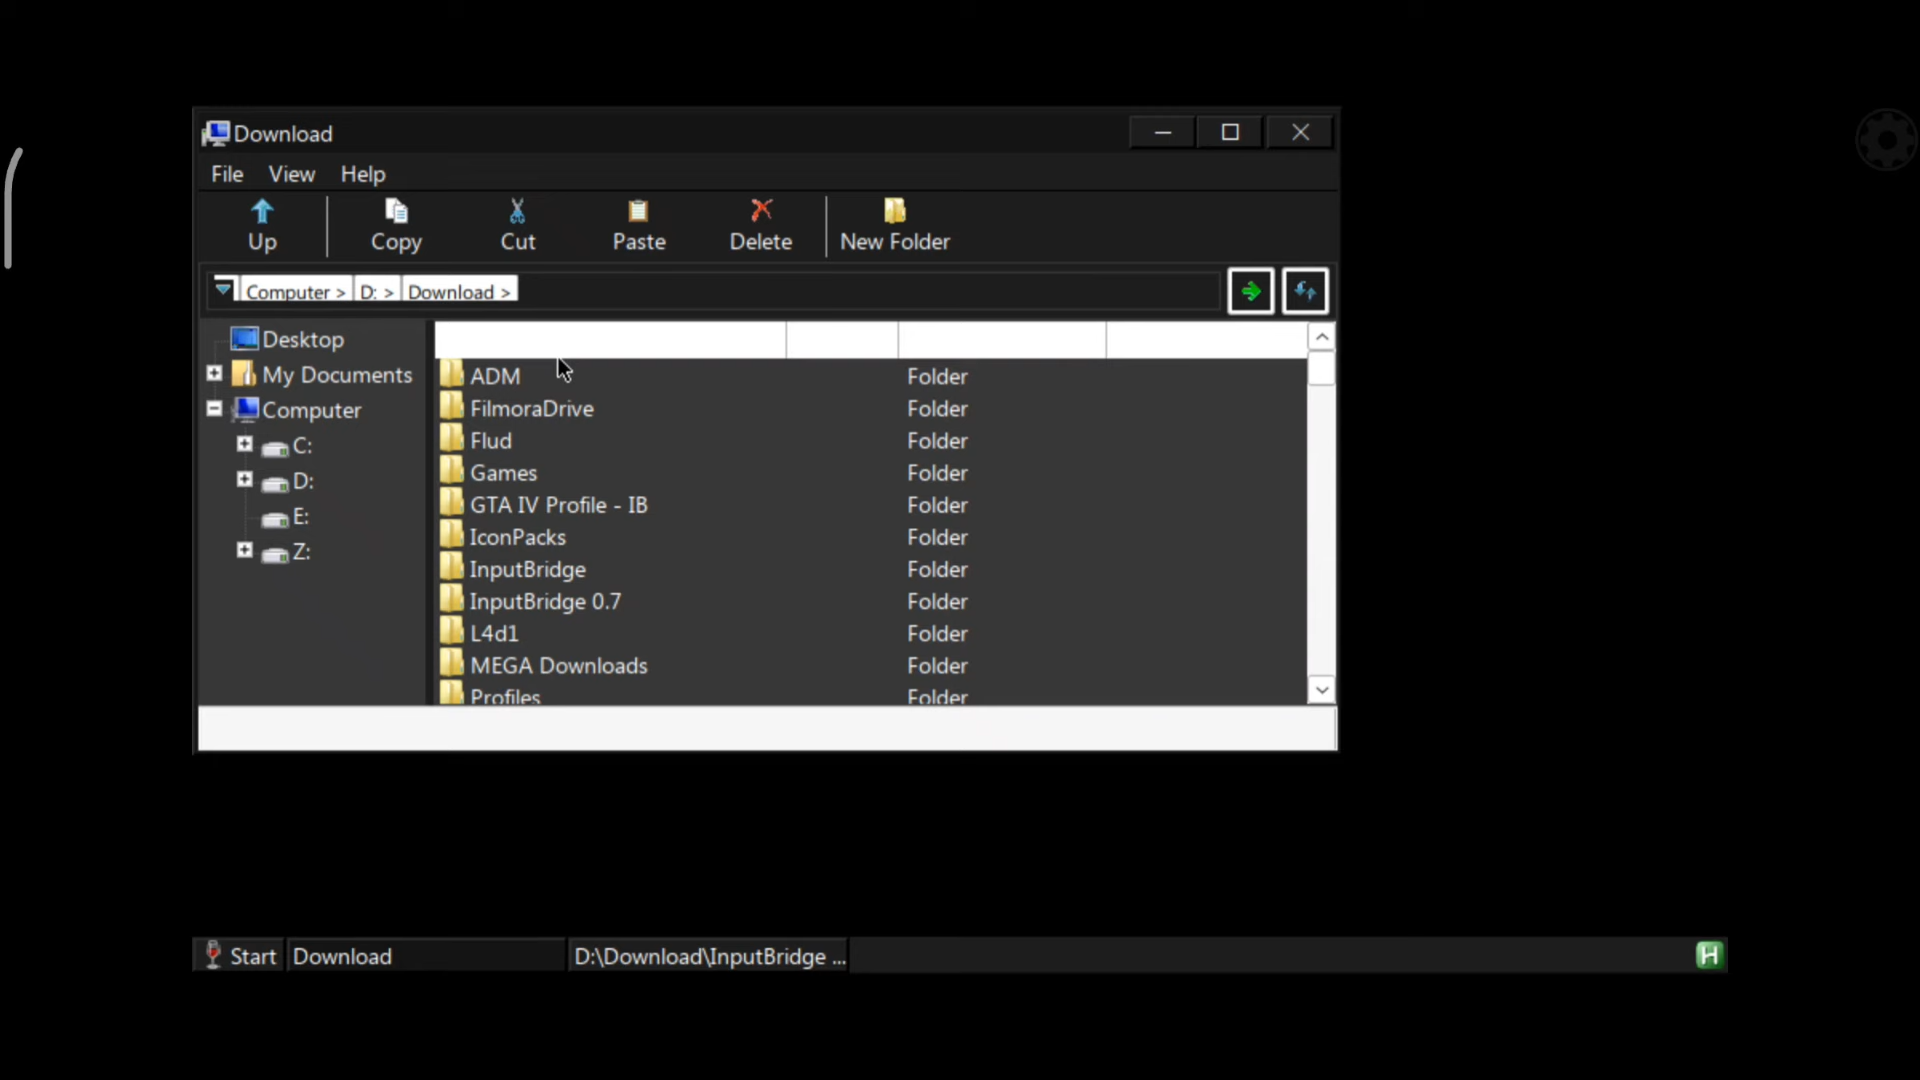 Download
File View Help
Up Copy Cut Paste Delete New Folder
Computer > D: > Download >
Desktop
My Documents
Computer
C:
D:
E:
Z:
ADM Folder
FilmoraDrive Folder
Flud Folder
Games Folder
GTA IV Profile - IB Folder
IconPacks Folder
InputBridge Folder
InputBridge 0.7 Folder
L4d1 Folder
MEGA Downloads Folder
Profiles Folder
Start Download D:\Download\InputBridge ... H